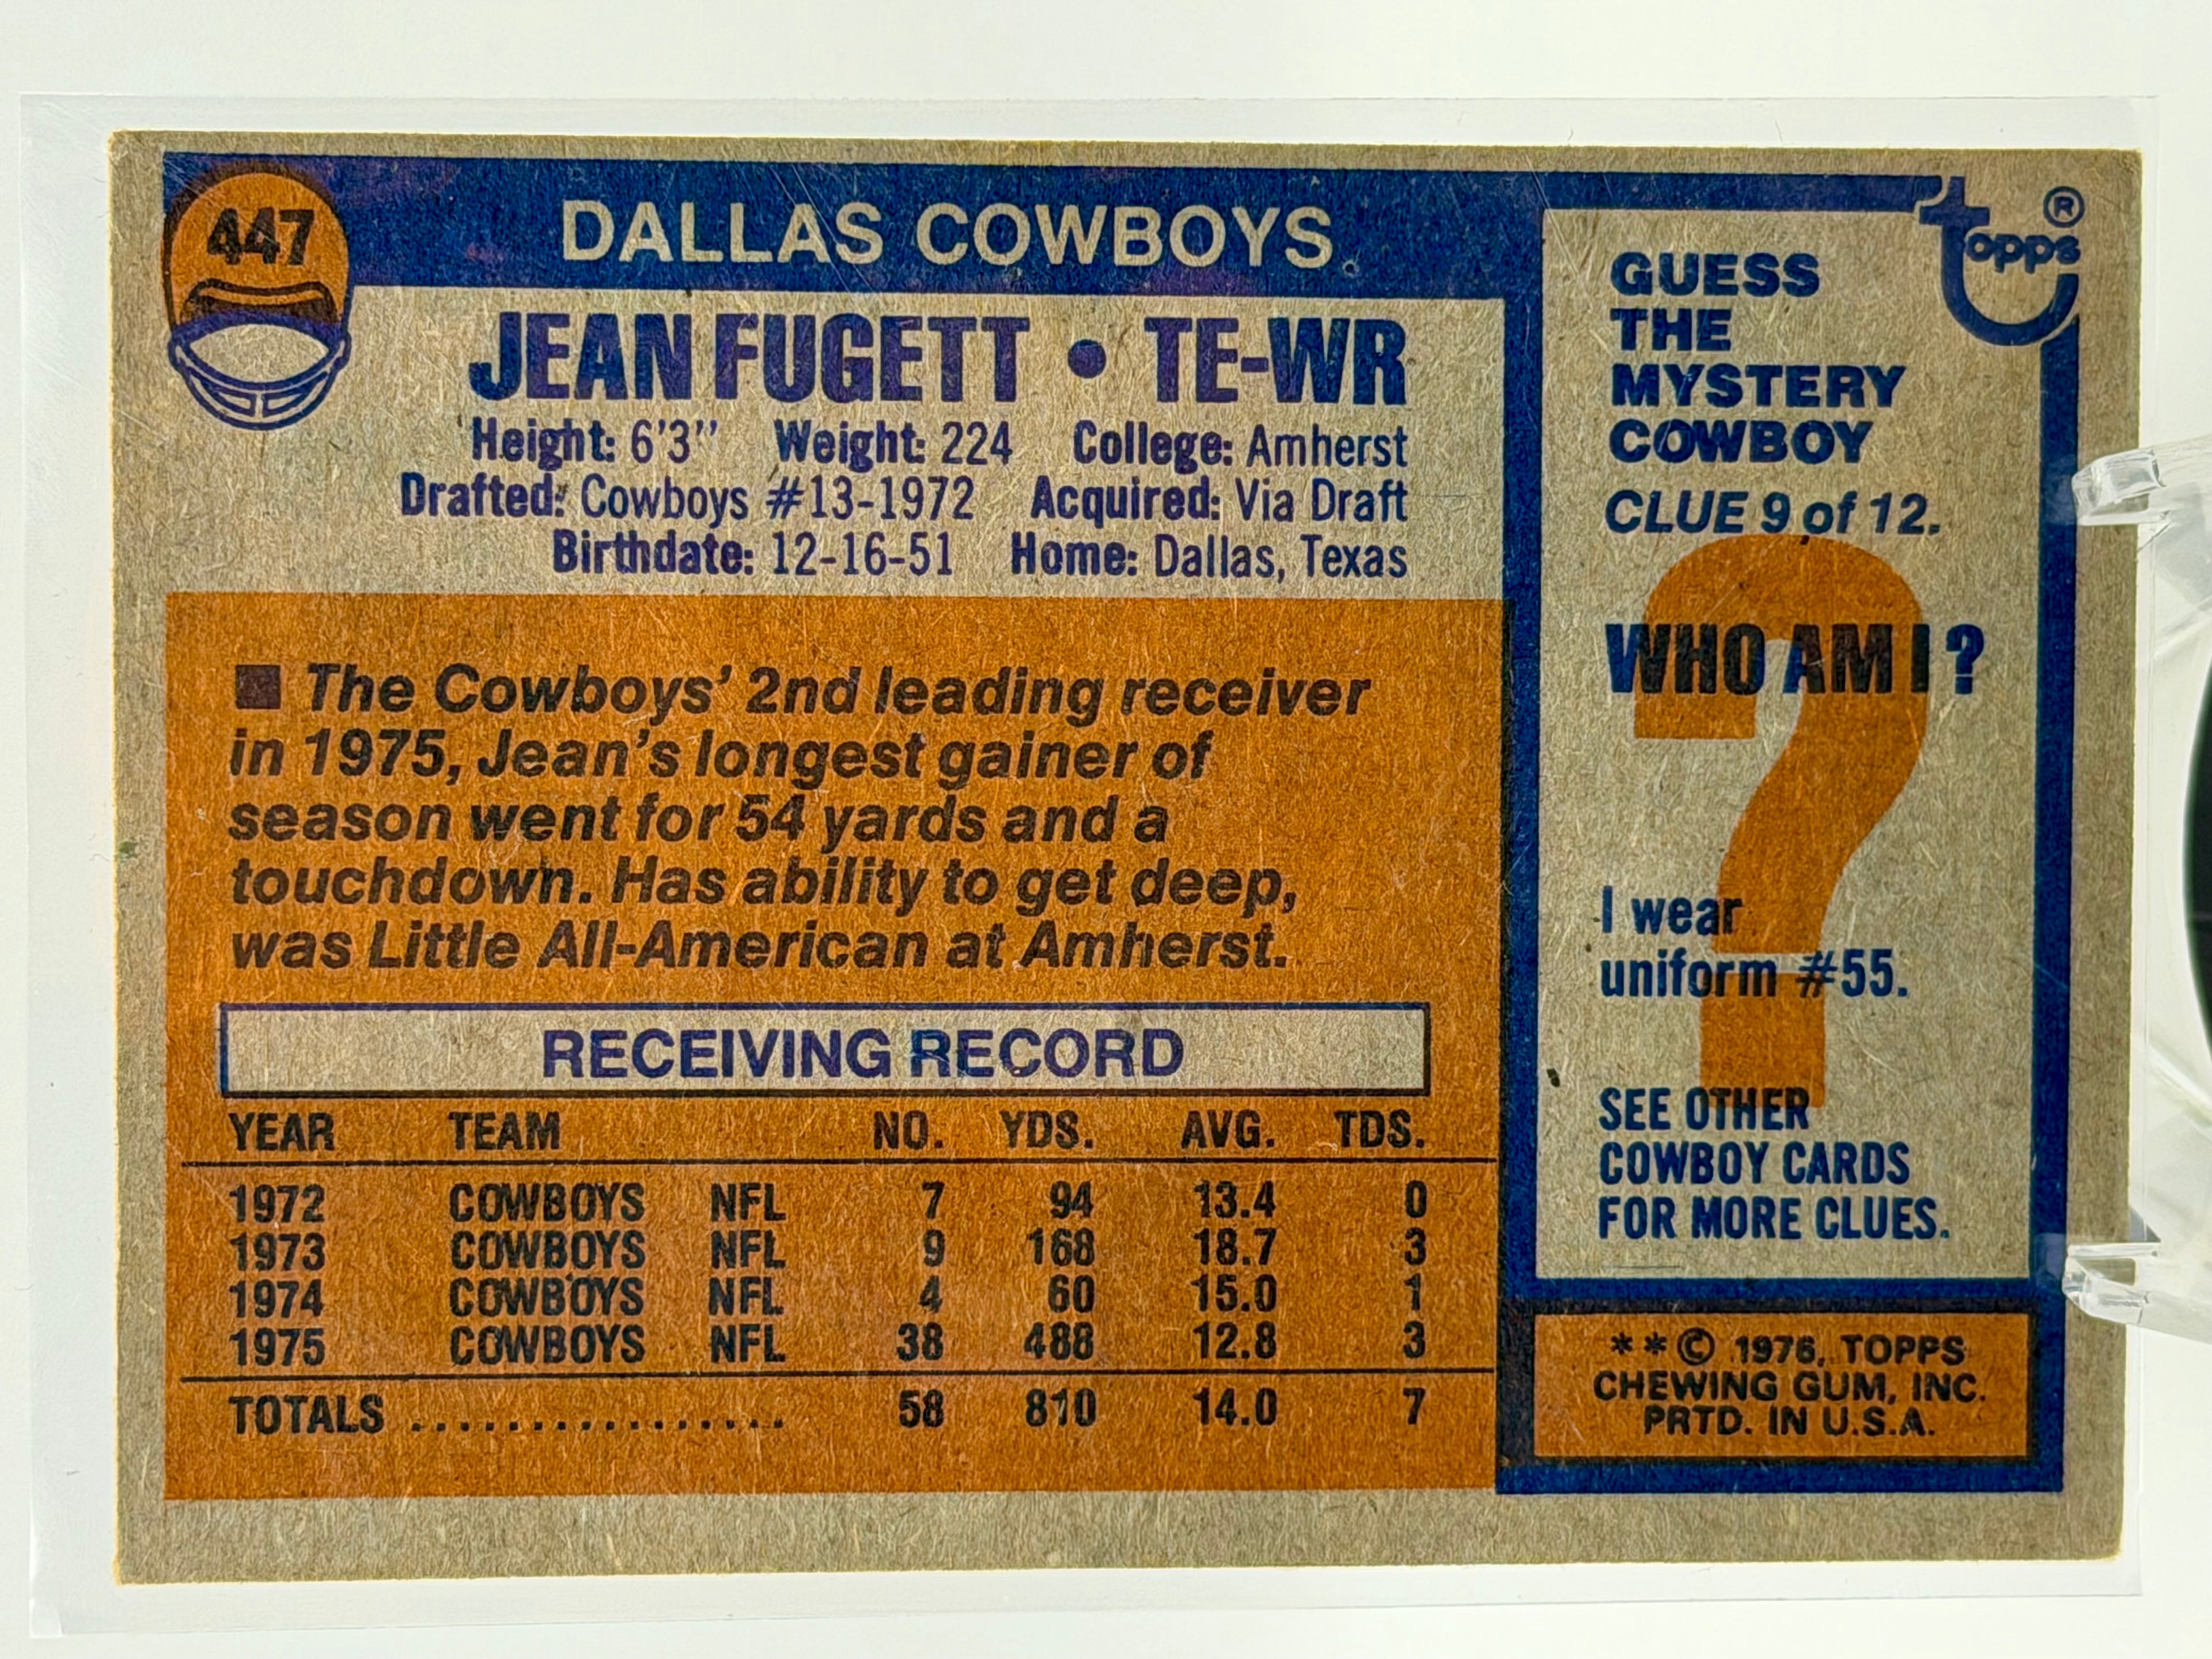 447
DALLAS COWBOYS
JEAN FUGETT • TE-WR
Height: 6'3" Weight: 224 College: Amherst
Drafted: Cowboys #13-1972 Acquired: Via Draft
Birthdate: 12-16-51 Home: Dallas, Texas
■ The Cowboys' 2nd leading receiver
in 1975, Jean's longest gainer of
season went for 54 yards and a
touchdown. Has ability to get deep,
was Little All-American at Amherst.
RECEIVING RECORD
YEAR TEAM NO. YDS. AVG. TDS.
1972 COWBOYS NFL 7 94 13.4 0
1973 COWBOYS NFL 9 168 18.7 3
1974 COWBOYS NFL 4 60 15.0 1
1975 COWBOYS NFL 38 488 12.8 3
TOTALS ................ 58 810 14.0 7
topps ®
GUESS
THE
MYSTERY
COWBOY
CLUE 9 of 12.
WHO AM I ?
?
I wear
uniform #55.
SEE OTHER
COWBOY CARDS
FOR MORE CLUES.
** © 1976, TOPPS
CHEWING GUM, INC.
PRTD. IN U.S.A.